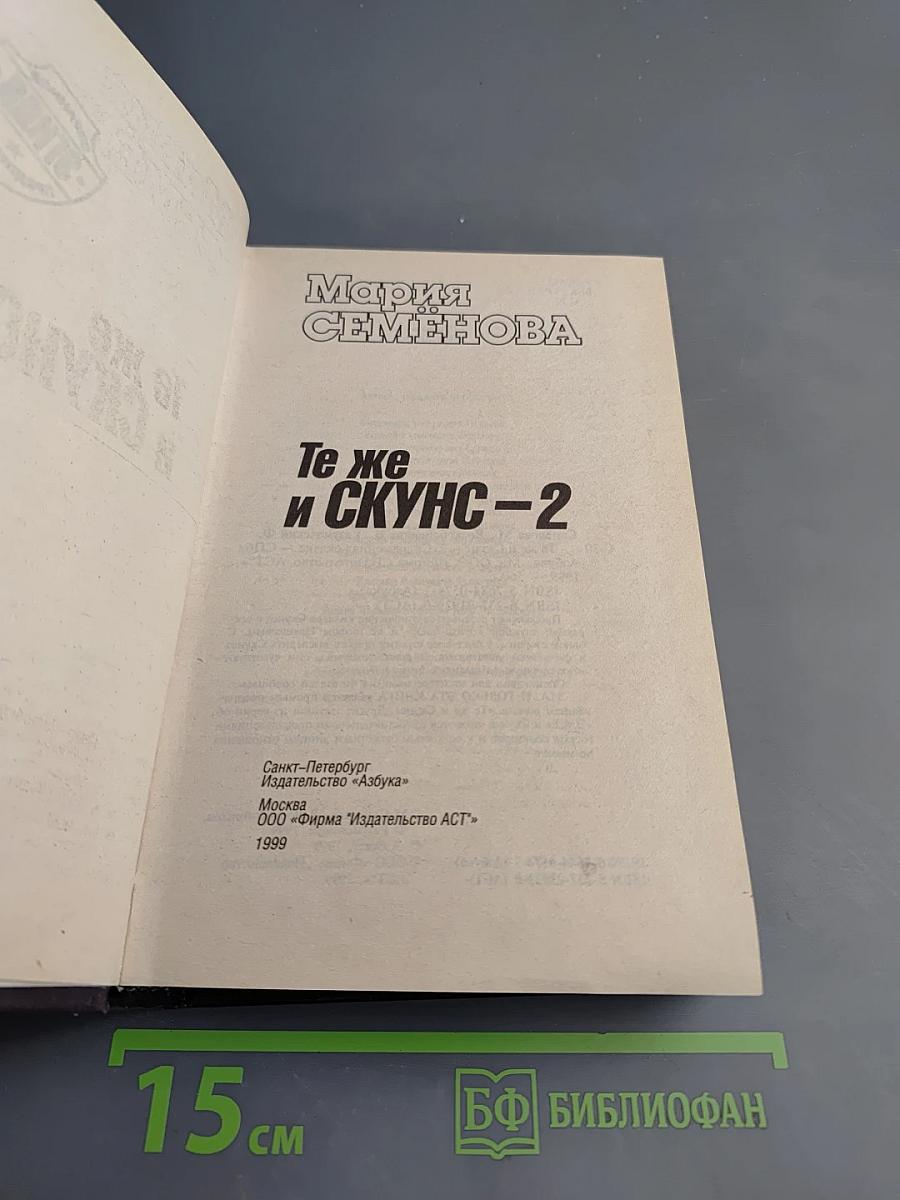 Мария
СЕМЁНОВА
Те же
и СКУНС – 2
Санкт–Петербург
Издательство «Азбука»
Москва
ООО «Фирма "Издательство АСТ"»
1999
15 см
БФ БИБЛИОФАН